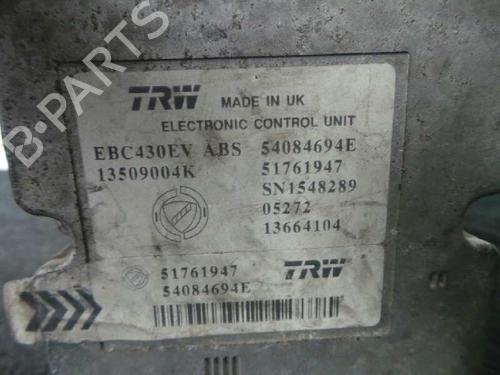 B-PARTS
TRW MADE IN UK
ELECTRONIC CONTROL UNIT
EBC430EV ABS 54084694E
13509004K 51761947
SN1548289
05272
13664104
51761947 TRW
54084694E